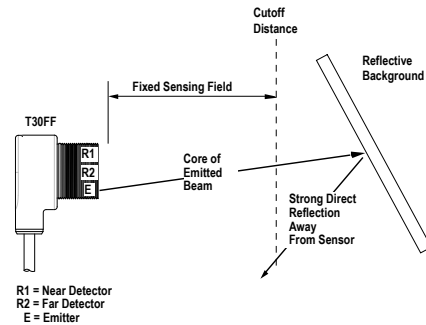 Cutoff
Distance
Reflective
Background
Fixed Sensing Field
T30FF
R1
R2
E
Core of
Emitted
Beam
Strong Direct
Reflection
Away
From Sensor
R1 = Near Detector
R2 = Far Detector
E = Emitter